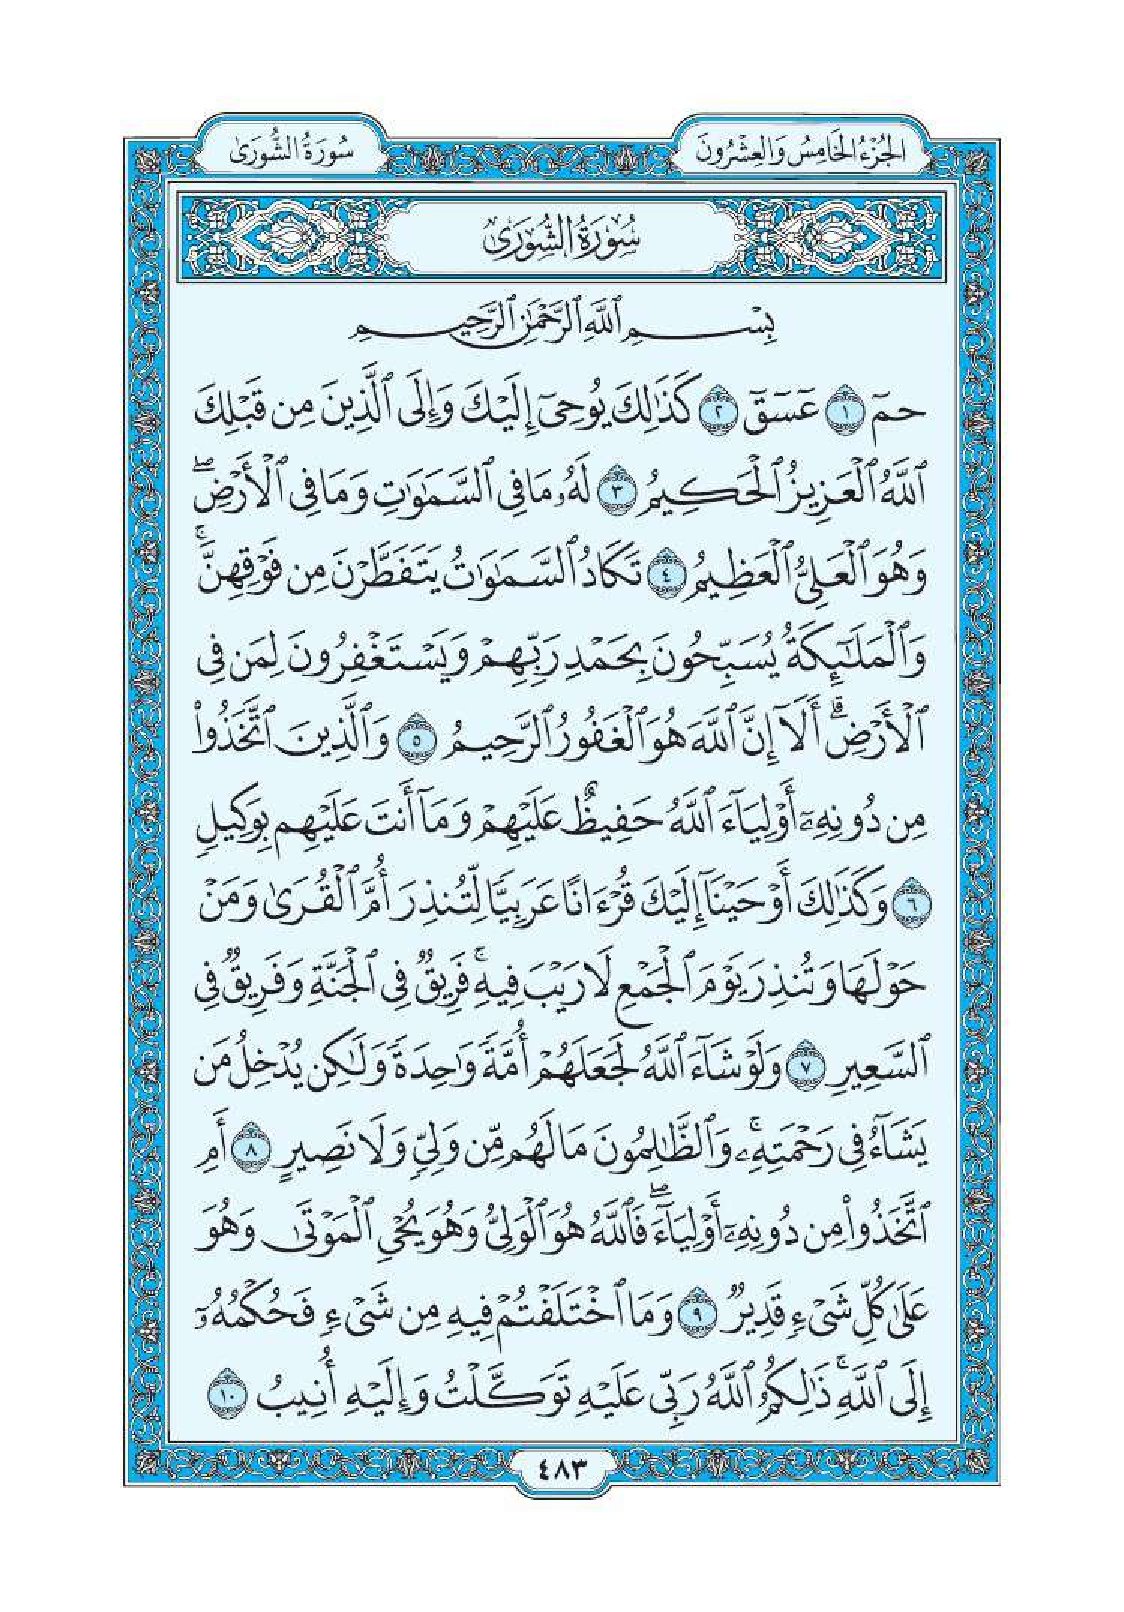 الجُزْءُ الخَامِسُ وَالعِشْرُونَ
سُورَةُ الشُّورَىٰ
سُورَةُ الشُّورَىٰ
بِسْمِ ٱللَّهِ ٱلرَّحْمَٰنِ ٱلرَّحِيمِ
حمٓ ١ عٓسٓقٓ ٢ كَذَٰلِكَ يُوحِىٓ إِلَيْكَ وَإِلَى ٱلَّذِينَ مِن قَبْلِكَ
ٱللَّهُ ٱلْعَزِيزُ ٱلْحَكِيمُ ٣ لَهُۥ مَا فِى ٱلسَّمَٰوَٰتِ وَمَا فِى ٱلْأَرْضِۖ
وَهُوَ ٱلْعَلِىُّ ٱلْعَظِيمُ ٤ تَكَادُ ٱلسَّمَٰوَٰتُ يَتَفَطَّرْنَ مِن فَوْقِهِنَّۚ
وَٱلْمَلَٰٓئِكَةُ يُسَبِّحُونَ بِحَمْدِ رَبِّهِمْ وَيَسْتَغْفِرُونَ لِمَن فِى
ٱلْأَرْضِۗ أَلَآ إِنَّ ٱللَّهَ هُوَ ٱلْغَفُورُ ٱلرَّحِيمُ ٥ وَٱلَّذِينَ ٱتَّخَذُوا۟
مِن دُونِهِۦٓ أَوْلِيَآءَ ٱللَّهُ حَفِيظٌ عَلَيْهِمْ وَمَآ أَنتَ عَلَيْهِم بِوَكِيلٍ
٦ وَكَذَٰلِكَ أَوْحَيْنَآ إِلَيْكَ قُرْءَانًا عَرَبِيًّا لِّتُنذِرَ أُمَّ ٱلْقُرَىٰ وَمَنْ
حَوْلَهَا وَتُنذِرَ يَوْمَ ٱلْجَمْعِ لَا رَيْبَ فِيهِۚ فَرِيقٌ فِى ٱلْجَنَّةِ وَفَرِيقٌ فِى
ٱلسَّعِيرِ ٧ وَلَوْ شَآءَ ٱللَّهُ لَجَعَلَهُمْ أُمَّةً وَٰحِدَةً وَلَٰكِن يُدْخِلُ مَن
يَشَآءُ فِى رَحْمَتِهِۦۚ وَٱلظَّٰلِمُونَ مَا لَهُم مِّن وَلِىٍّ وَلَا نَصِيرٍ ٨ أَمِ
ٱتَّخَذُوا۟ مِن دُونِهِۦٓ أَوْلِيَآءَۖ فَٱللَّهُ هُوَ ٱلْوَلِىُّ وَهُوَ يُحْىِ ٱلْمَوْتَىٰ وَهُوَ
عَلَىٰ كُلِّ شَىْءٍ قَدِيرٌ ٩ وَمَا ٱخْتَلَفْتُمْ فِيهِ مِن شَىْءٍ فَحُكْمُهُۥٓ
إِلَى ٱللَّهِۚ ذَٰلِكُمُ ٱللَّهُ رَبِّى عَلَيْهِ تَوَكَّلْتُ وَإِلَيْهِ أُنِيبُ ١٠
٤٨٣